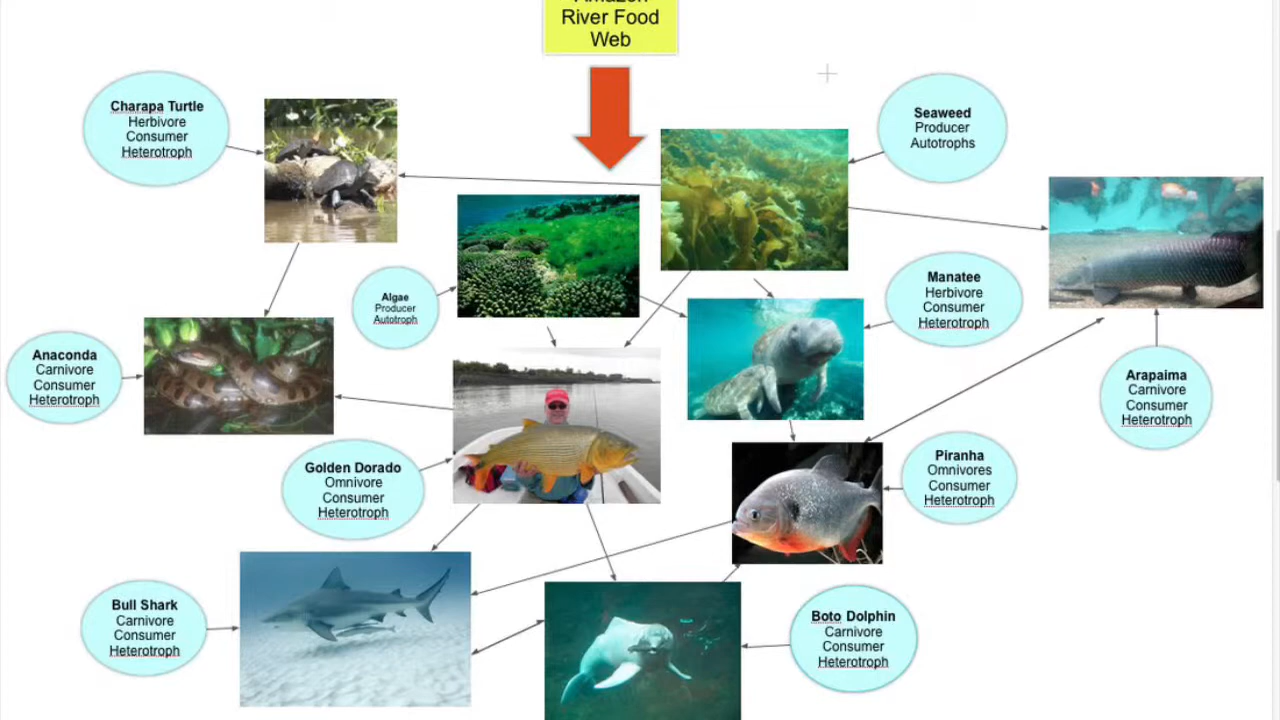 Amazon
River Food
Web
Charapa Turtle
Herbivore
Consumer
Heterotroph
Seaweed
Producer
Autotrophs
Algae
Producer
Autotroph
Manatee
Herbivore
Consumer
Heterotroph
Anaconda
Carnivore
Consumer
Heterotroph
Arapaima
Carnivore
Consumer
Heterotroph
Golden Dorado
Omnivore
Consumer
Heterotroph
Piranha
Omnivores
Consumer
Heterotroph
Bull Shark
Carnivore
Consumer
Heterotroph
Boto Dolphin
Carnivore
Consumer
Heterotroph